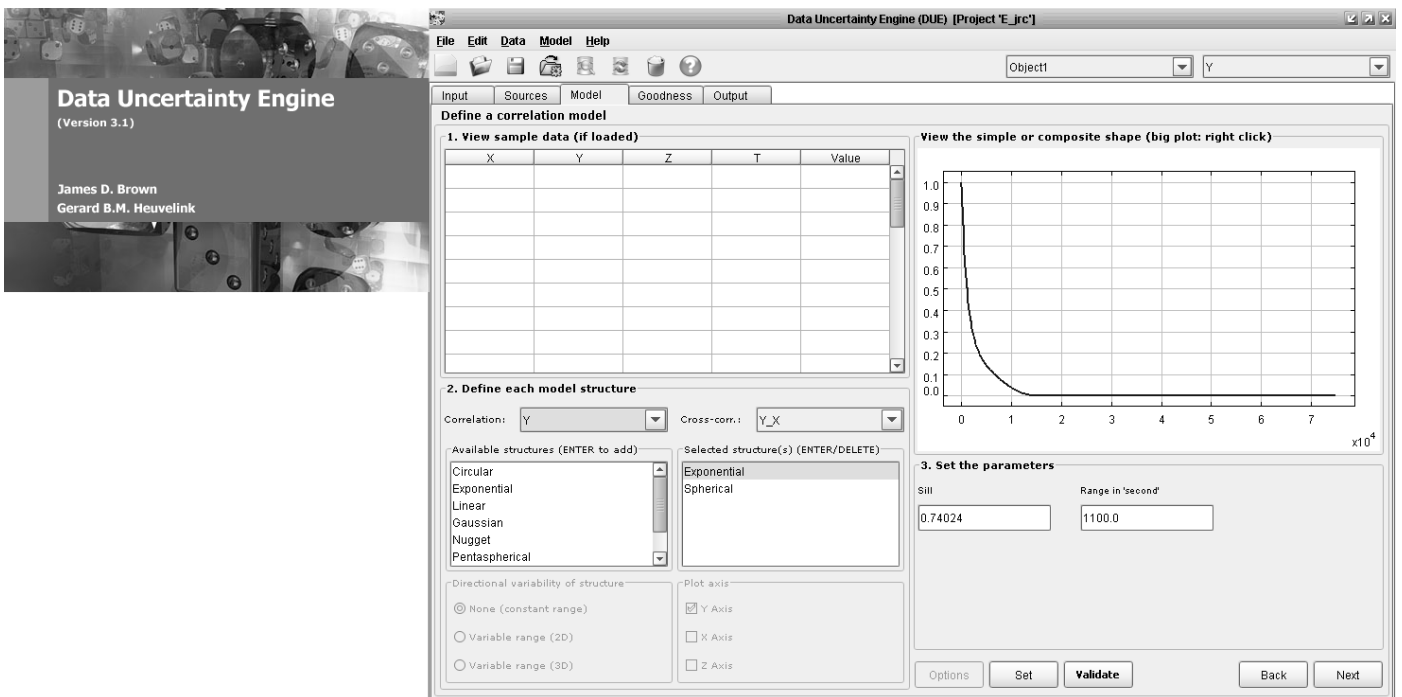 Data Uncertainty Engine
(Version 3.1)
James D. Brown
Gerard B.M. Heuvelink
Data Uncertainty Engine (DUE) [Project 'E_jrc']
File Edit Data Model Help
Object1 Y
Input Sources Model Goodness Output
Define a correlation model
1. View sample data (if loaded)
X Y Z T Value
View the simple or composite shape (big plot: right click)
1.0
0.9
0.8
0.7
0.6
0.5
0.4
0.3
0.2
0.1
0.0
0 1 2 3 4 5 6 7
x10^4
2. Define each model structure
Correlation: Y Cross-corr.: Y_X
Available structures (ENTER to add)
Circular
Exponential
Linear
Gaussian
Nugget
Pentaspherical
Selected structure(s) (ENTER/DELETE)
Exponential
Spherical
Directional variability of structure
None (constant range)
Variable range (2D)
Variable range (3D)
Plot axis
Y Axis
X Axis
Z Axis
3. Set the parameters
Sill Range in 'second'
0.74024 1100.0
Options Set Validate Back Next